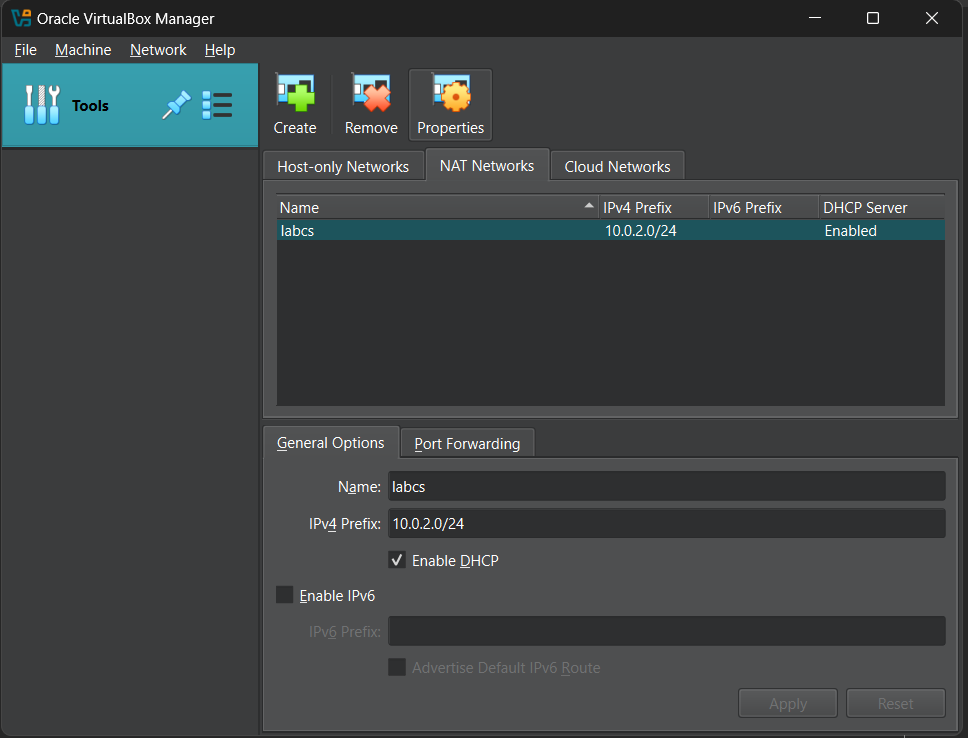 Oracle VirtualBox Manager
File Machine Network Help
Tools
Create Remove Properties
Host-only Networks NAT Networks Cloud Networks
Name IPv4 Prefix IPv6 Prefix DHCP Server
labcs 10.0.2.0/24 Enabled
General Options Port Forwarding
Name: labcs
IPv4 Prefix: 10.0.2.0/24
Enable DHCP
Enable IPv6
IPv6 Prefix:
Advertise Default IPv6 Route
Apply Reset